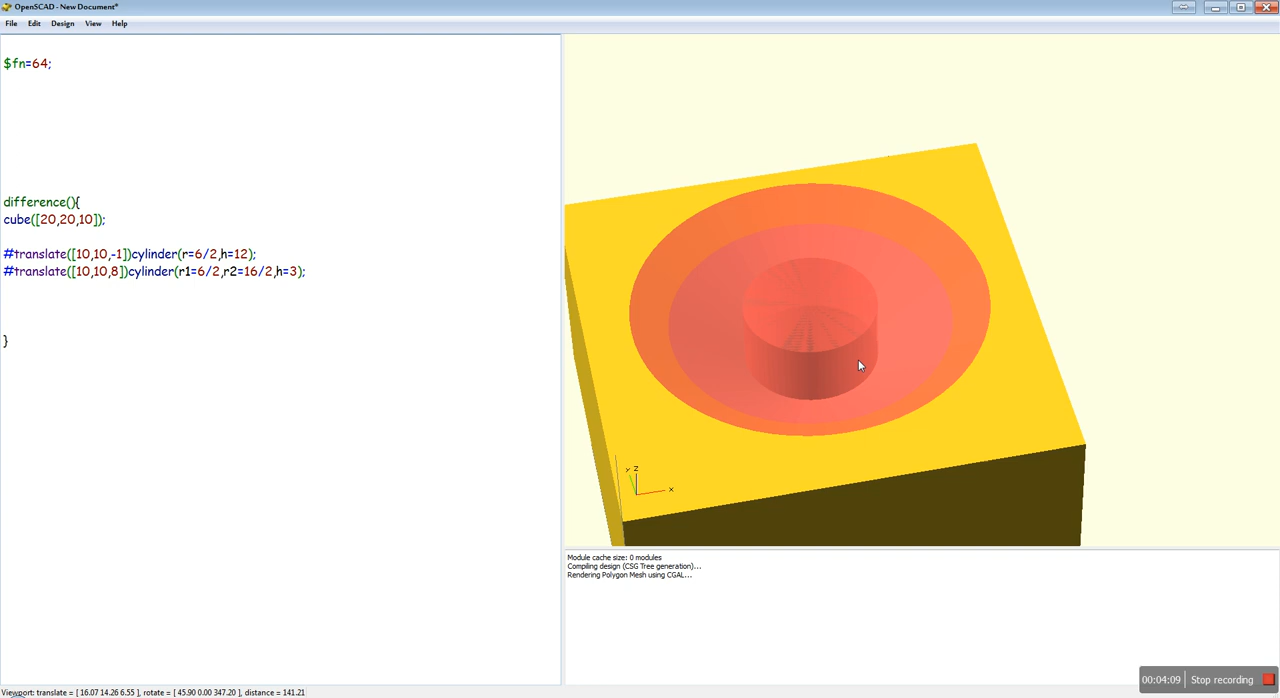 OpenSCAD - New Document*
File Edit Design View Help
$fn=64;
difference(){
cube([20,20,10]);
#translate([10,10,-1])cylinder(r=6/2,h=12);
#translate([10,10,8])cylinder(r1=6/2,r2=16/2,h=3);
}
y z
x
Module cache size: 0 modules
Compiling design (CSG Tree generation)...
Rendering Polygon Mesh using CGAL...
00:04:09 Stop recording
Viewport: translate = [ 16.07 14.26 6.55 ], rotate = [ 45.90 0.00 347.20 ], distance = 141.21